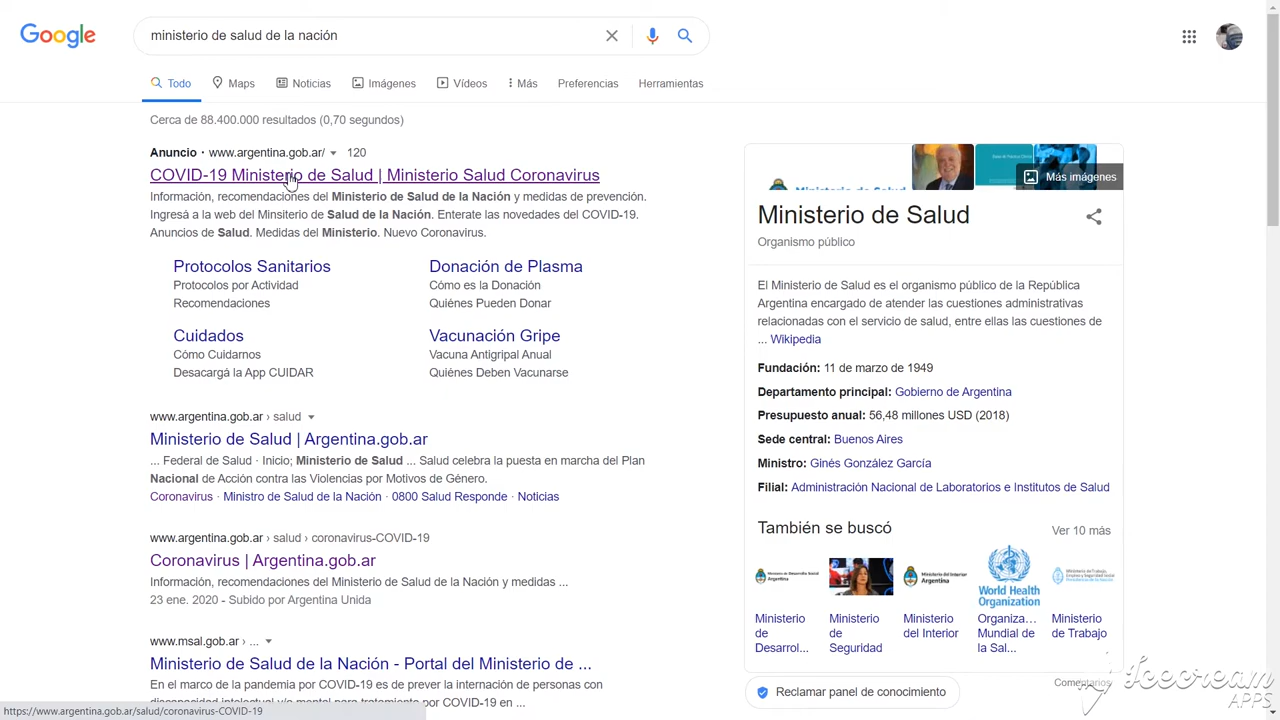 Google
ministerio de salud de la nación
Todo
Maps
Noticias
Imágenes
Vídeos
Más
Preferencias
Herramientas
Cerca de 88.400.000 resultados (0,70 segundos)
Anuncio · www.argentina.gob.ar/ 120
COVID-19 Ministerio de Salud | Ministerio Salud Coronavirus
Información, recomendaciones del Ministerio de Salud de la Nación y medidas de prevención.
Ingresá a la web del Minsiterio de Salud de la Nación. Enterate las novedades del COVID-19.
Anuncios de Salud. Medidas del Ministerio. Nuevo Coronavirus.
Protocolos Sanitarios
Protocolos por Actividad
Recomendaciones
Donación de Plasma
Cómo es la Donación
Quiénes Pueden Donar
Cuidados
Cómo Cuidarnos
Desacargá la App CUIDAR
Vacunación Gripe
Vacuna Antigripal Anual
Quiénes Deben Vacunarse
www.argentina.gob.ar › salud
Ministerio de Salud | Argentina.gob.ar
... Federal de Salud · Inicio; Ministerio de Salud ... Salud celebra la puesta en marcha del Plan
Nacional de Acción contra las Violencias por Motivos de Género.
Coronavirus · Ministro de Salud de la Nación · 0800 Salud Responde · Noticias
www.argentina.gob.ar › salud › coronavirus-COVID-19
Coronavirus | Argentina.gob.ar
Información, recomendaciones del Ministerio de Salud de la Nación y medidas ...
23 ene. 2020 - Subido por Argentina Unida
www.msal.gob.ar › ...
Ministerio de Salud de la Nación - Portal del Ministerio de ...
En el marco de la pandemia por COVID-19 es de prever la internación de personas con
https://www.argentina.gob.ar/salud/coronavirus-COVID-19
Más imágenes
Ministerio de Salud
Organismo público
El Ministerio de Salud es el organismo público de la República
Argentina encargado de atender las cuestiones administrativas
relacionadas con el servicio de salud, entre ellas las cuestiones de
... Wikipedia
Fundación: 11 de marzo de 1949
Departamento principal: Gobierno de Argentina
Presupuesto anual: 56,48 millones USD (2018)
Sede central: Buenos Aires
Ministro: Ginés González García
Filial: Administración Nacional de Laboratorios e Institutos de Salud
También se buscó
Ver 10 más
World Health
Organization
Ministerio
de
Desarrol...
Ministerio
de
Seguridad
Ministerio
del Interior
Organiza...
Mundial de
la Sal...
Ministerio
de Trabajo
Reclamar panel de conocimiento
Comentarios
Icecream
APPS